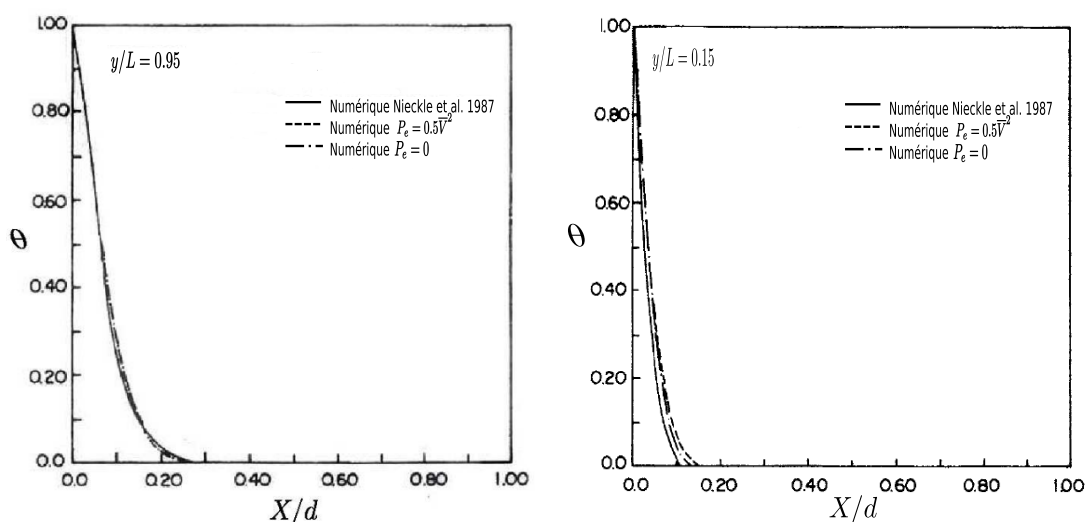 1.00
y/L = 0.95
0.80
Numérique Nieckle et al. 1987
Numérique P_e = 0.5V̅²
Numérique P_e = 0
0.60
θ
0.40
0.20
0.0
0.0 0.20 0.40 0.60 0.80 1.00
X/d
1.00
y/L = 0.15
0.80
Numérique Nieckle et al. 1987
Numérique P_e = 0.5V̅²
Numérique P_e = 0
0.60
θ
0.40
0.20
0.0
0.0 0.20 0.40 0.60 0.80 1.00
X/d